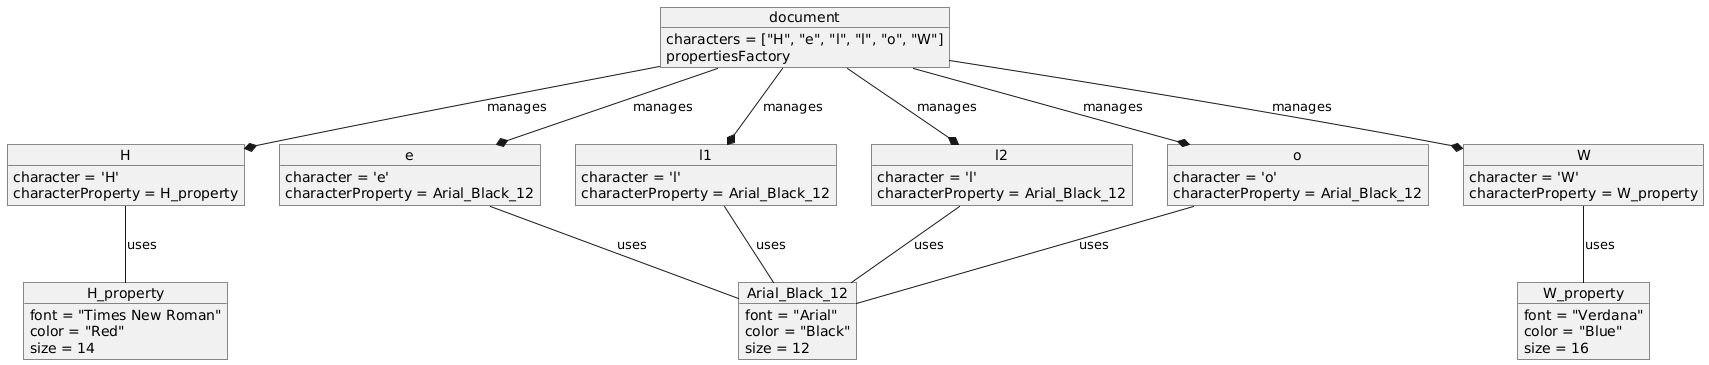 document
characters = ["H", "e", "l", "l", "o", "W"]
propertiesFactory
manages
manages
manages
manages
manages
manages
H
character = 'H'
characterProperty = H_property
e
character = 'e'
characterProperty = Arial_Black_12
l1
character = 'l'
characterProperty = Arial_Black_12
l2
character = 'l'
characterProperty = Arial_Black_12
o
character = 'o'
characterProperty = Arial_Black_12
W
character = 'W'
characterProperty = W_property
uses
uses
uses
uses
uses
uses
H_property
font = "Times New Roman"
color = "Red"
size = 14
Arial_Black_12
font = "Arial"
color = "Black"
size = 12
W_property
font = "Verdana"
color = "Blue"
size = 16